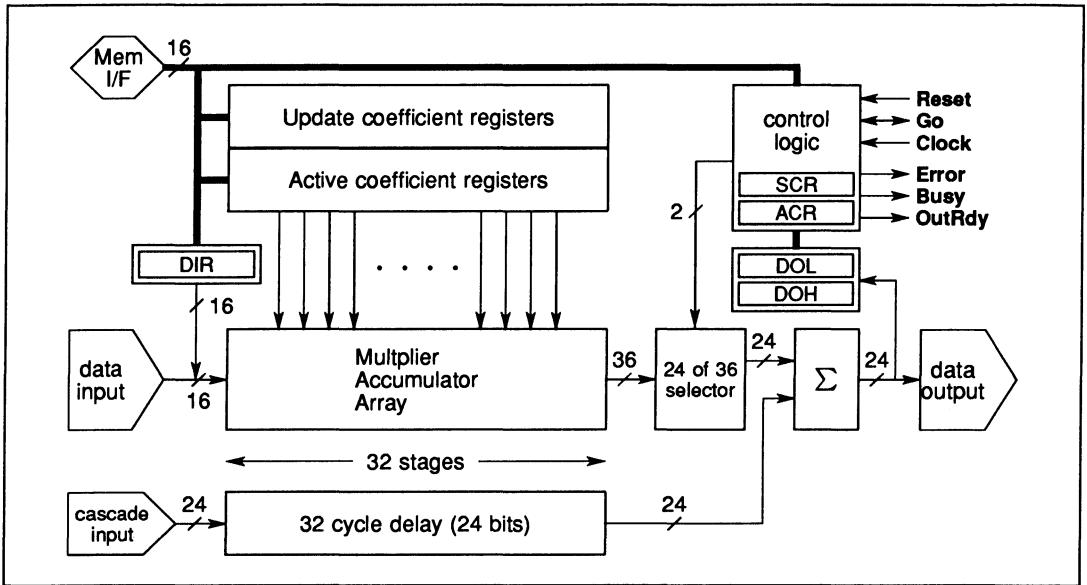 Mem
I/F
16
Update coefficient registers
Active coefficient registers
control
logic
SCR
ACR
Reset
Go
Clock
Error
Busy
OutRdy
2
DIR
16
. . . .
DOL
DOH
data
input
16
Multplier
Accumulator
Array
36
24 of 36
selector
24
Σ
24
data
output
32 stages
cascade
input
24
32 cycle delay (24 bits)
24